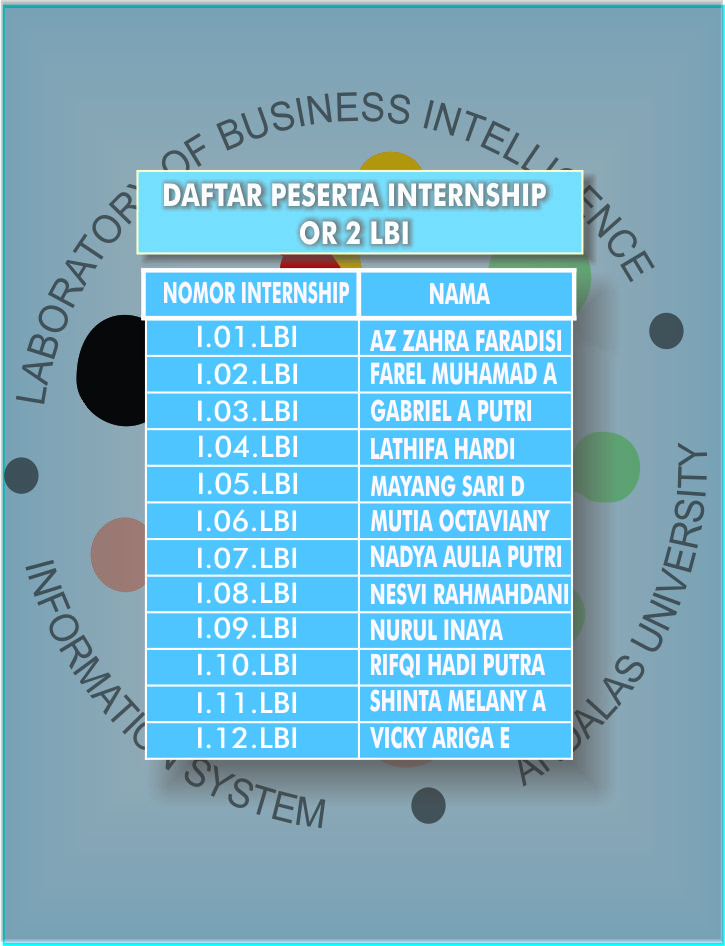 LABORATORY OF BUSINESS INTELLIGENCE
DAFTAR PESERTA INTERNSHIP
OR 2 LBI
NOMOR INTERNSHIP NAMA
I.01.LBI AZ ZAHRA FARADISI
I.02.LBI FAREL MUHAMAD A
I.03.LBI GABRIEL A PUTRI
I.04.LBI LATHIFA HARDI
I.05.LBI MAYANG SARI D
I.06.LBI MUTIA OCTAVIANY
I.07.LBI NADYA AULIA PUTRI
I.08.LBI NESVI RAHMAHDANI
I.09.LBI NURUL INAYA
I.10.LBI RIFQI HADI PUTRA
I.11.LBI SHINTA MELANY A
I.12.LBI VICKY ARIGA E
INFORMATION SYSTEM
ANDALAS UNIVERSITY